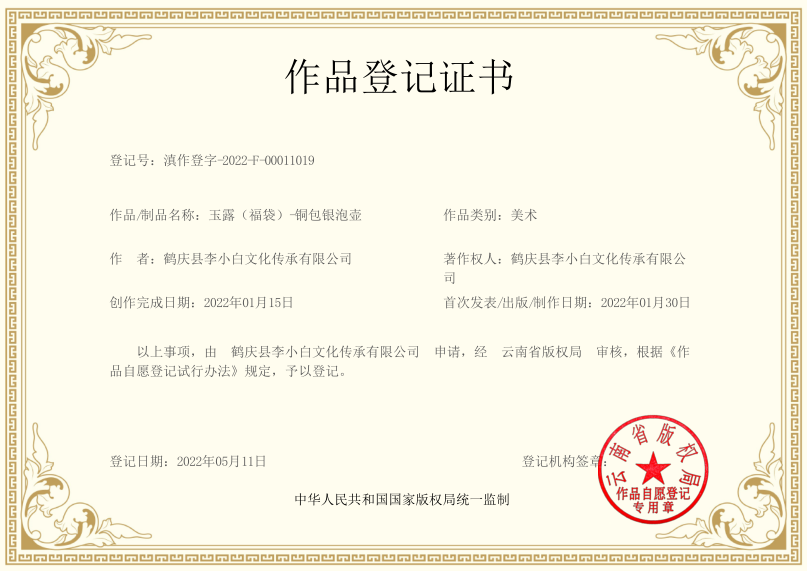 作品登记证书
登记号：滇作登字-2022-F-00011019
作品/制品名称：玉露（福袋）-铜包银泡壶 作品类别：美术
作 者：鹤庆县李小白文化传承有限公司 著作权人：鹤庆县李小白文化传承有限公
司
创作完成日期：2022年01月15日 首次发表/出版/制作日期：2022年01月30日
以上事项，由 鹤庆县李小白文化传承有限公司 申请，经 云南省版权局 审核，根据《作
品自愿登记试行办法》规定，予以登记。
登记日期：2022年05月11日 登记机构签章：
云南省版权局
作品自愿登记
专用章
中华人民共和国国家版权局统一监制